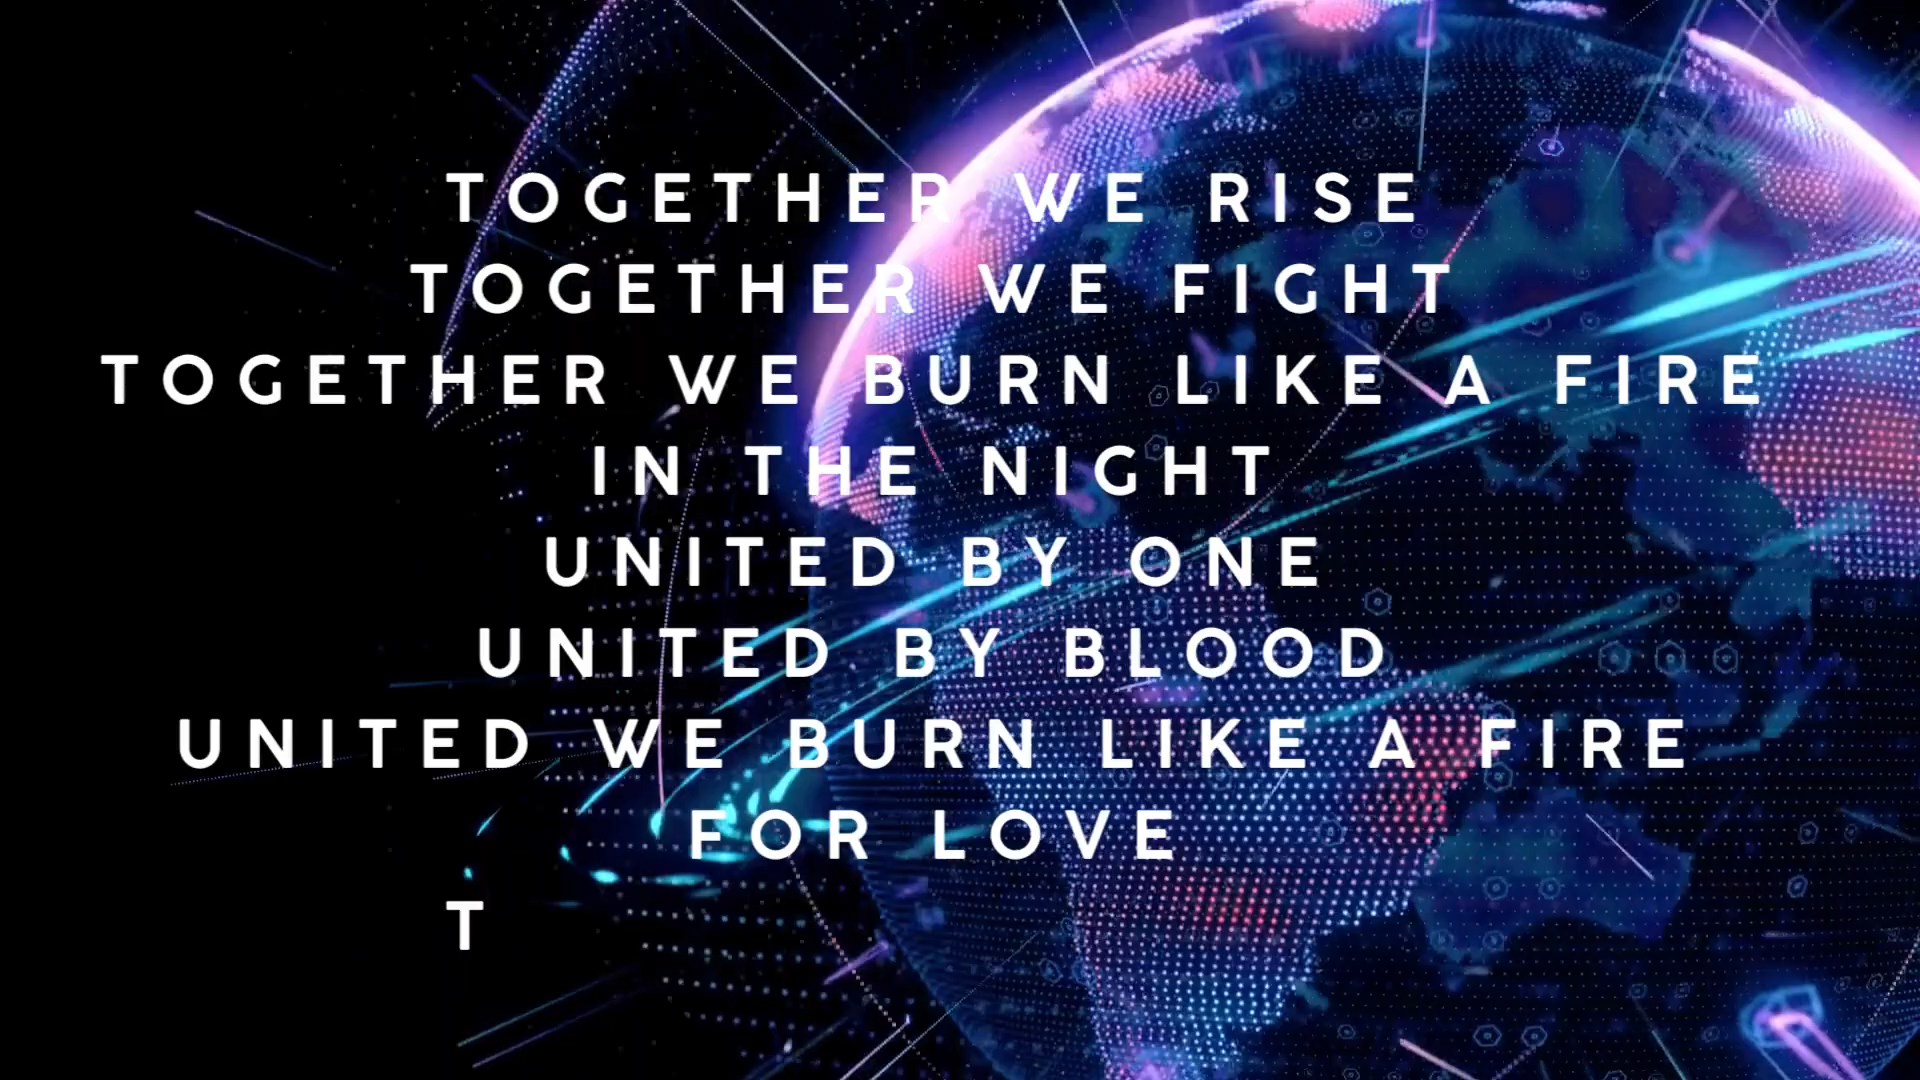 TOGETHER WE RISE
TOGETHER WE FIGHT
TOGETHER WE BURN LIKE A FIRE
IN THE NIGHT
UNITED BY ONE
UNITED BY BLOOD
UNITED WE BURN LIKE A FIRE
FOR LOVE
T